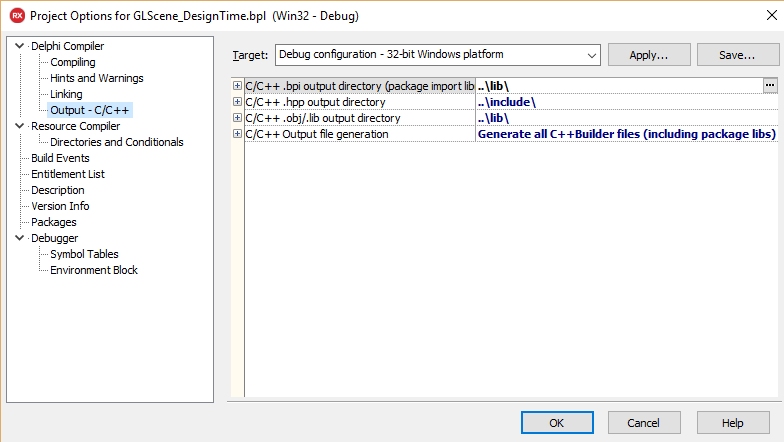 RX Project Options for GLScene_DesignTime.bpl (Win32 - Debug)
Delphi Compiler
Compiling
Hints and Warnings
Linking
Output - C/C++
Resource Compiler
Directories and Conditionals
Build Events
Entitlement List
Description
Version Info
Packages
Debugger
Symbol Tables
Environment Block
Target: Debug configuration - 32-bit Windows platform Apply... Save...
C/C++ .bpi output directory (package import lib ..\lib\ ...
C/C++ .hpp output directory ..\include\
C/C++ .obj/.lib output directory ..\lib\
C/C++ Output file generation Generate all C++Builder files (including package libs)
OK Cancel Help